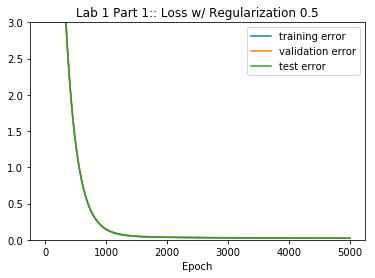 Lab 1 Part 1:: Loss w/ Regularization 0.5
3.0
2.5
2.0
1.5
1.0
0.5
0.0
training error
validation error
test error
0 1000 2000 3000 4000 5000
Epoch